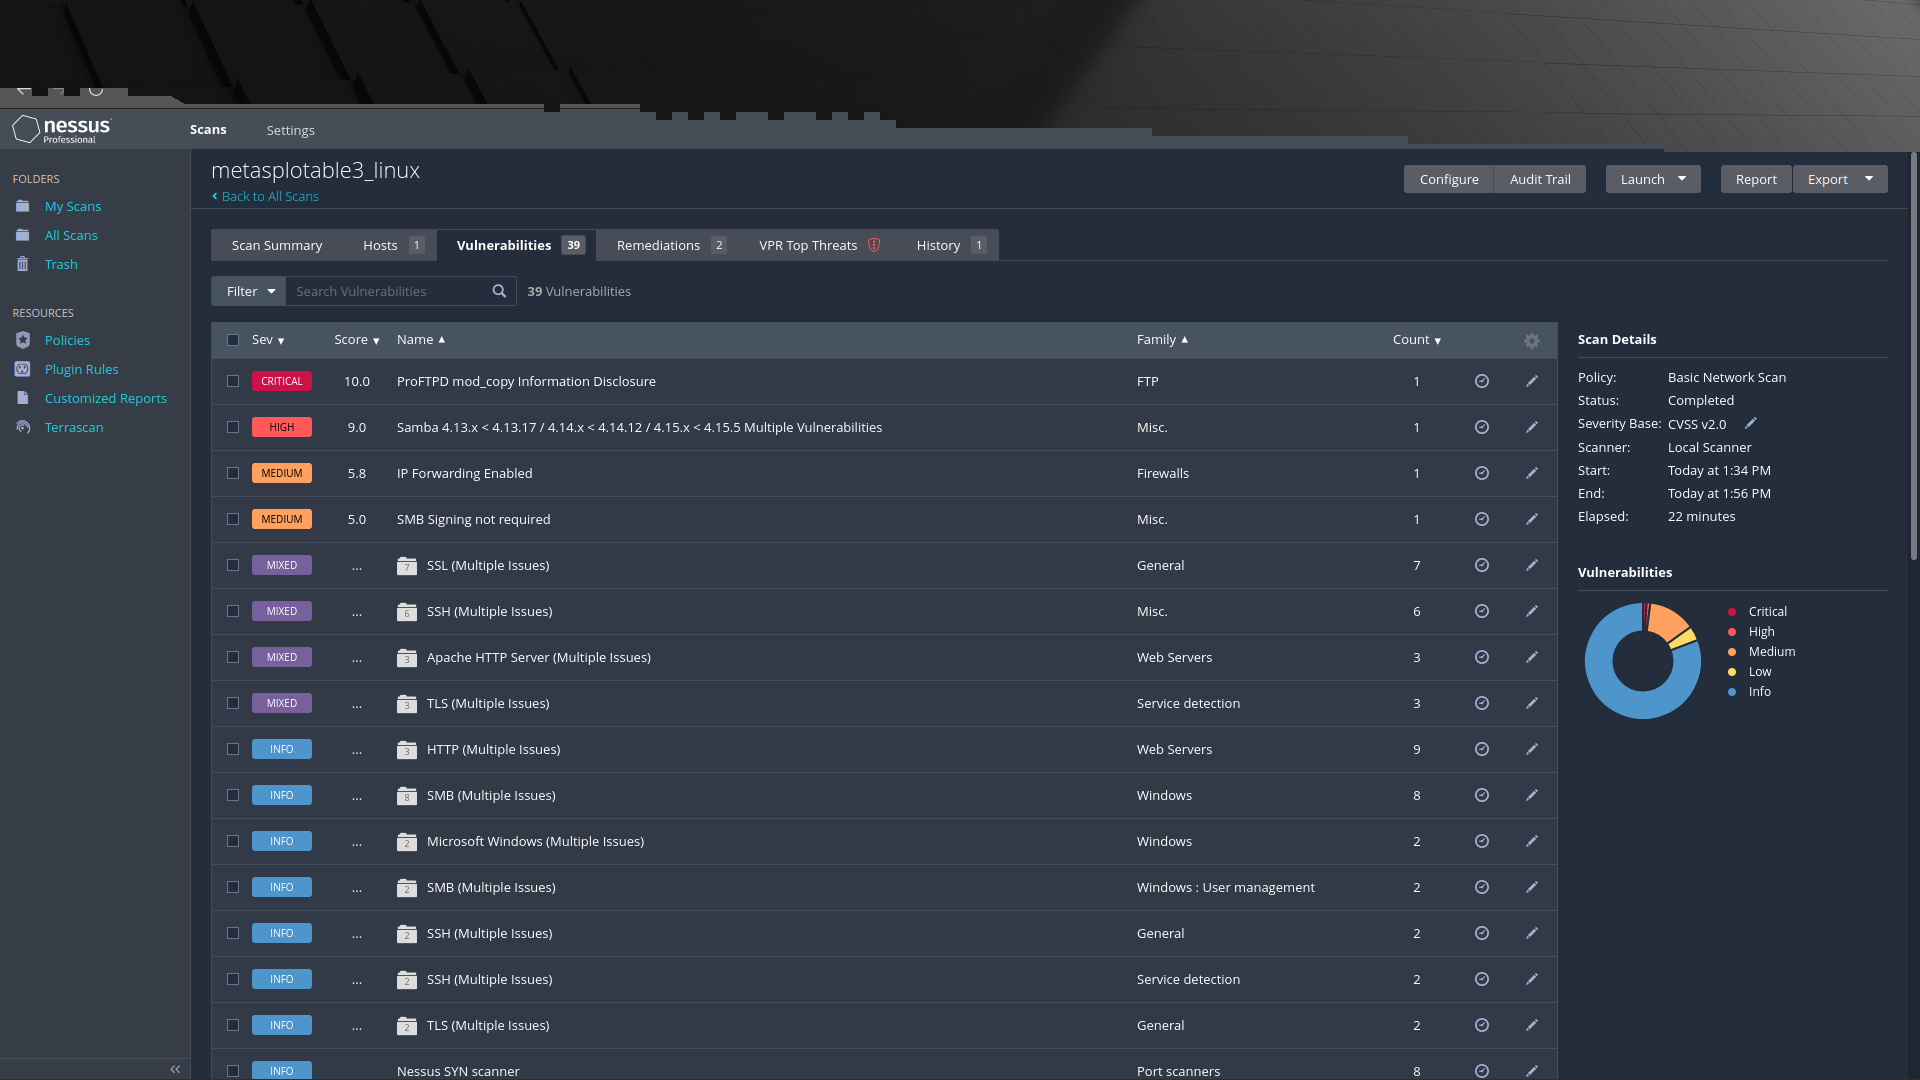 nessus
Professional
Scans
Settings
FOLDERS
My Scans
All Scans
Trash
RESOURCES
Policies
Plugin Rules
Customized Reports
Terrascan
metasplotable3_linux
Back to All Scans
Configure Audit Trail Launch Report Export
Scan Summary Hosts 1 Vulnerabilities 39 Remediations 2 VPR Top Threats History 1
Filter Search Vulnerabilities 39 Vulnerabilities
Sev Score Name Family Count
CRITICAL 10.0 ProFTPD mod_copy Information Disclosure FTP 1
HIGH 9.0 Samba 4.13.x < 4.13.17 / 4.14.x < 4.14.12 / 4.15.x < 4.15.5 Multiple Vulnerabilities Misc. 1
MEDIUM 5.8 IP Forwarding Enabled Firewalls 1
MEDIUM 5.0 SMB Signing not required Misc. 1
MIXED ... 7 SSL (Multiple Issues) General 7
MIXED ... 6 SSH (Multiple Issues) Misc. 6
MIXED ... 3 Apache HTTP Server (Multiple Issues) Web Servers 3
MIXED ... 3 TLS (Multiple Issues) Service detection 3
INFO ... 3 HTTP (Multiple Issues) Web Servers 9
INFO ... 8 SMB (Multiple Issues) Windows 8
INFO ... 2 Microsoft Windows (Multiple Issues) Windows 2
INFO ... 2 SMB (Multiple Issues) Windows : User management 2
INFO ... 2 SSH (Multiple Issues) General 2
INFO ... 2 SSH (Multiple Issues) Service detection 2
INFO ... 2 TLS (Multiple Issues) General 2
INFO Nessus SYN scanner Port scanners 8
Scan Details
Policy: Basic Network Scan
Status: Completed
Severity Base: CVSS v2.0
Scanner: Local Scanner
Start: Today at 1:34 PM
End: Today at 1:56 PM
Elapsed: 22 minutes
Vulnerabilities
Critical
High
Medium
Low
Info